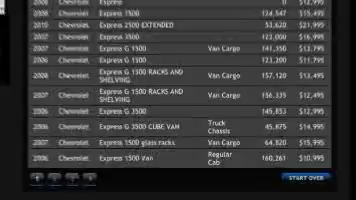 2008 Chevrolet Express 0 $12,995
2008 Chevrolet Express 1500 124,547 $15,495
2010 Chevrolet Express 2500 EXTENDED 53,620 $21,995
2007 Chevrolet Express 3500 123,000 $16,995
2007 Chevrolet Express G 1500 Van Cargo 141,350 $13,795
2006 Chevrolet Express G 1500 123,200 $11,795
2008 Chevrolet Express G 1500 RACKS AND SHELVING Van Cargo 157,120 $13,495
2007 Chevrolet Express G 1500 RACKS AND SHELVING Van Cargo 156,335 $12,495
2006 Chevrolet Express G 3500 145,853 $12,995
2006 Chevrolet Express G 3500 CUBE VAN Truck Chassis 45,875 $14,995
2007 Chevrolet Express 1500 glass racks Van Cargo 64,820 $15,995
2006 Chevrolet Express 1500 Van Regular Cab 160,261 $10,995
START OVER